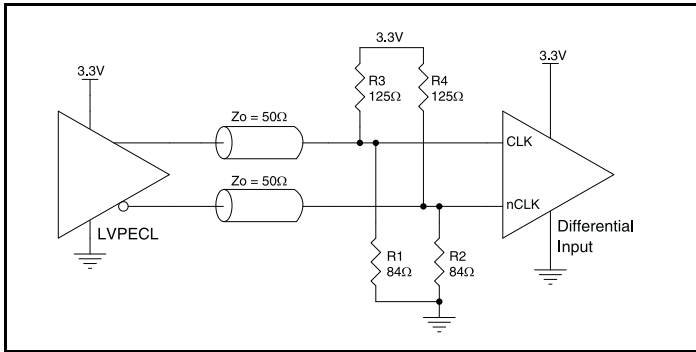 3.3V
3.3V
3.3V
R3
125Ω
R4
125Ω
Zo = 50Ω
CLK
Zo = 50Ω
nCLK
LVPECL
Differential
Input
R1
84Ω
R2
84Ω